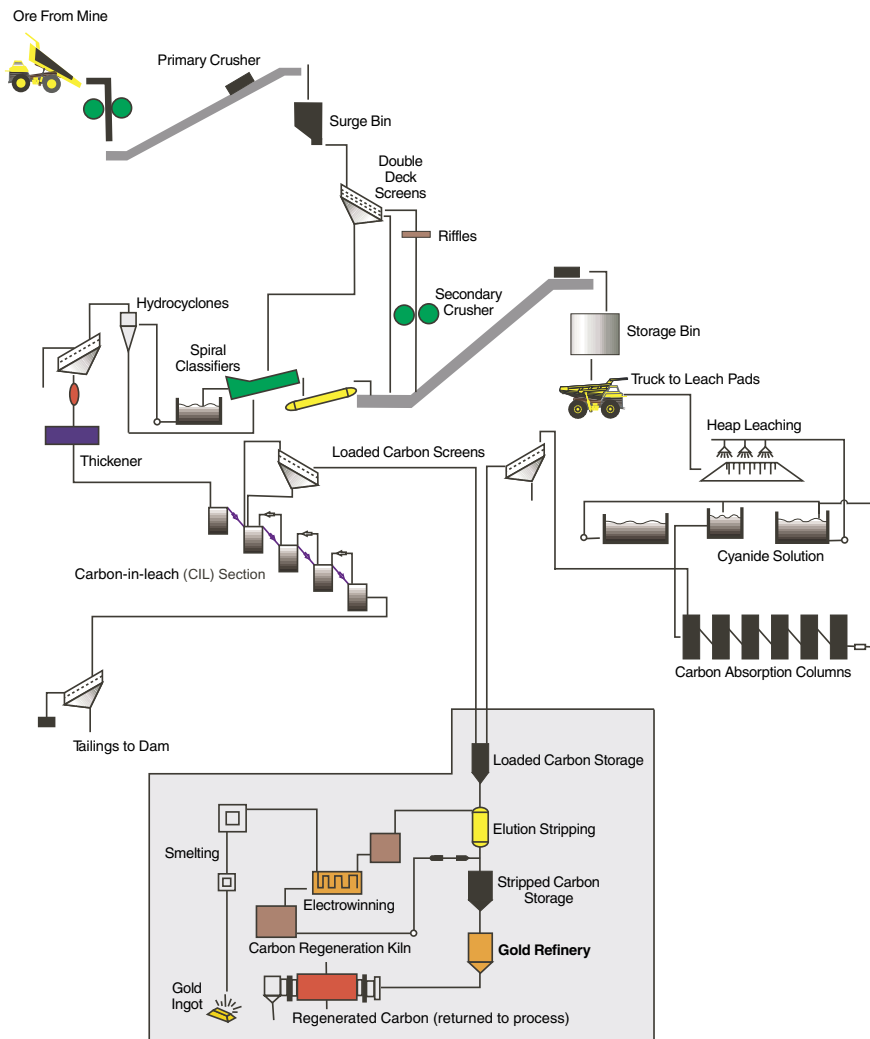 Ore From Mine
Primary Crusher
Surge Bin
Double
Deck
Screens
Riffles
Secondary
Crusher
Hydrocyclones
Spiral
Classifiers
Storage Bin
Truck to Leach Pads
Heap Leaching
Thickener
Loaded Carbon Screens
Cyanide Solution
Carbon-in-leach (CIL) Section
Carbon Absorption Columns
Tailings to Dam
Loaded Carbon Storage
Elution Stripping
Smelting
Stripped Carbon
Storage
Electrowinning
Carbon Regeneration Kiln
Gold Refinery
Gold
Ingot
Regenerated Carbon (returned to process)